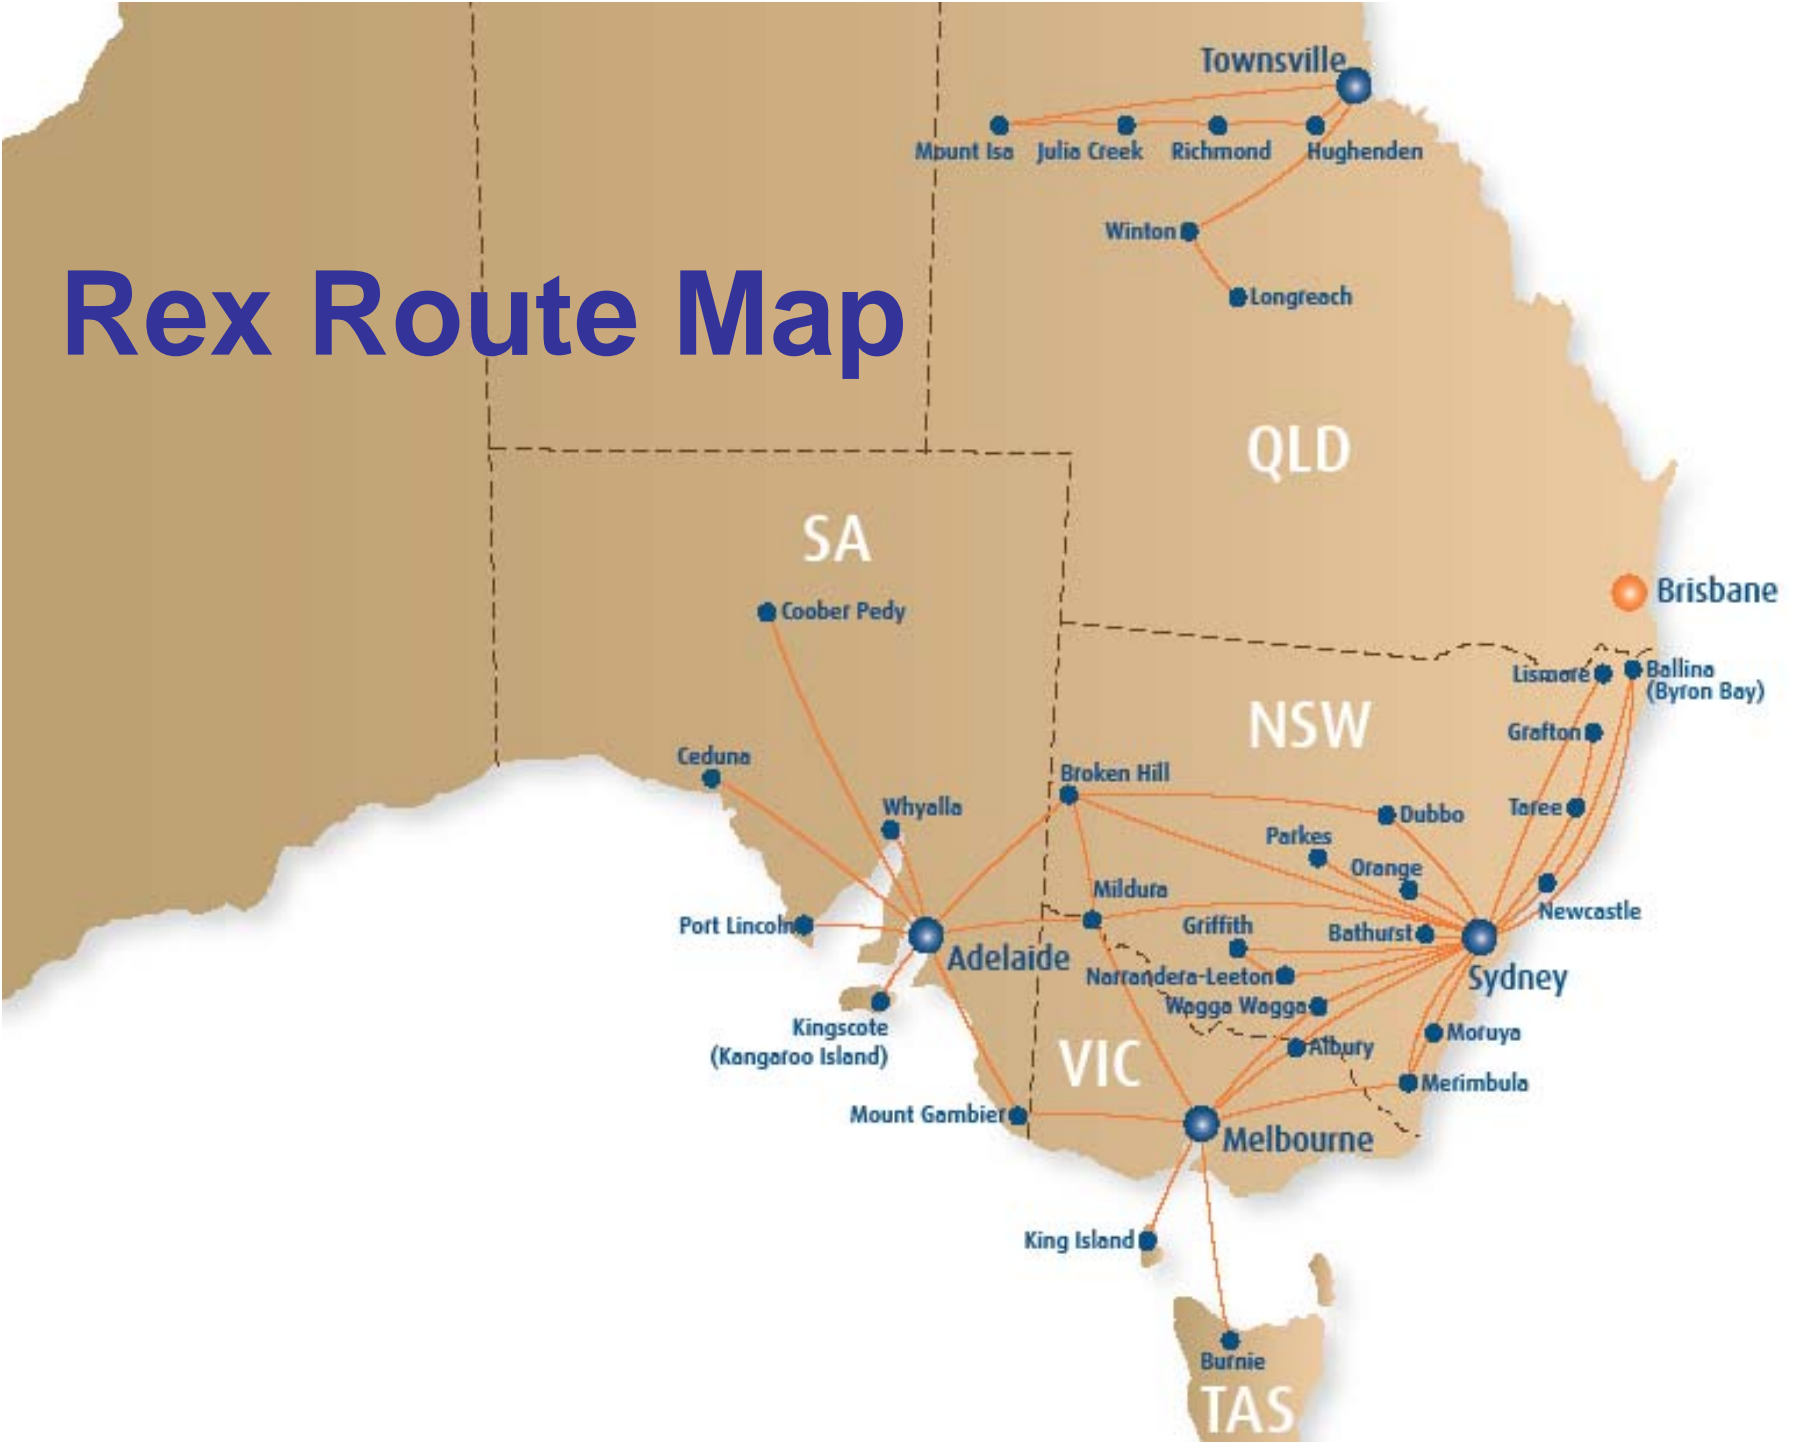 Townsville
Mount Isa
Julia Creek
Richmond
Hughenden
Winton
Longreach
Rex Route Map
QLD
SA
Brisbane
Coober Pedy
Lismore
Ballina
(Byron Bay)
NSW
Grafton
Ceduna
Broken Hill
Whyalla
Dubbo
Taree
Parkes
Orange
Mildura
Newcastle
Port Lincoln
Griffith
Bathurst
Adelaide
Narrandera-Leeton
Sydney
Wagga Wagga
Kingscote
(Kangaroo Island)
Moruya
Albury
VIC
Merimbula
Mount Gambier
Melbourne
King Island
Burnie
TAS